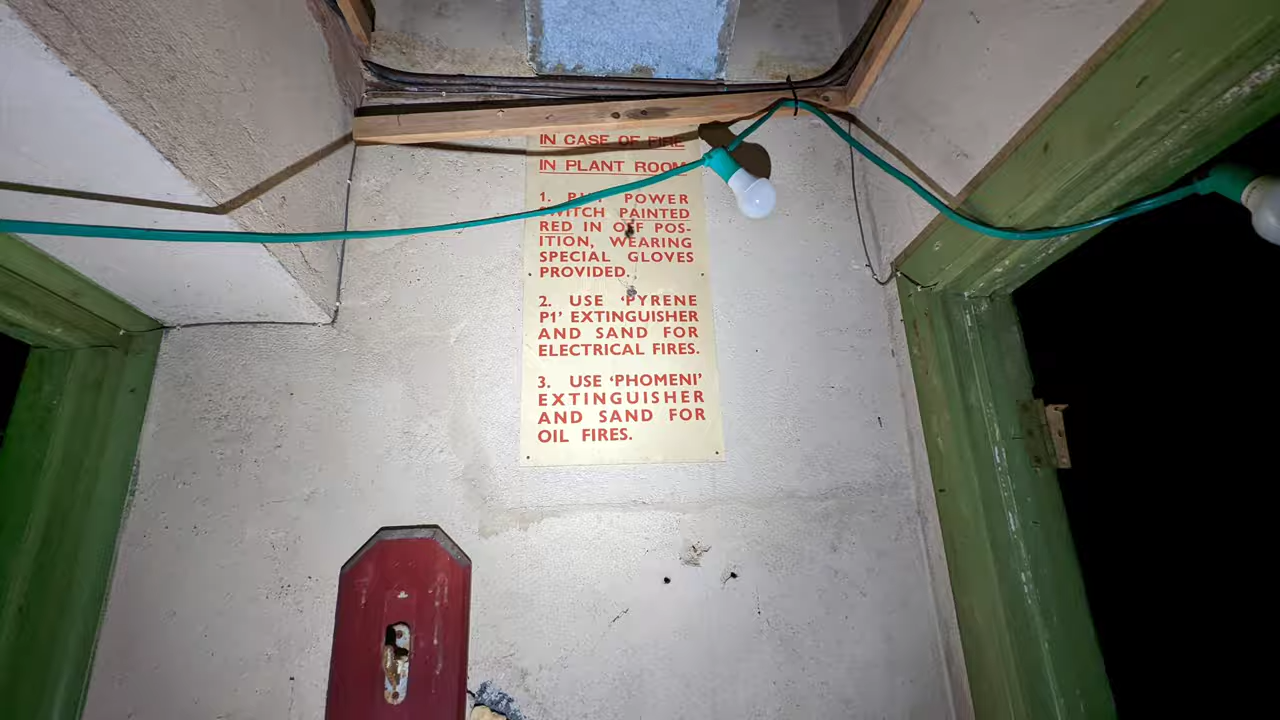 IN CASE OF FIRE
IN PLANT ROOM
1. PUT POWER
SWITCH PAINTED
RED IN OFF POS-
ITION, WEARING
SPECIAL GLOVES
PROVIDED.
2. USE ‘PYRENE
P1’ EXTINGUISHER
AND SAND FOR
ELECTRICAL FIRES.
3. USE ‘PHOMENI’
EXTINGUISHER
AND SAND FOR
OIL FIRES.